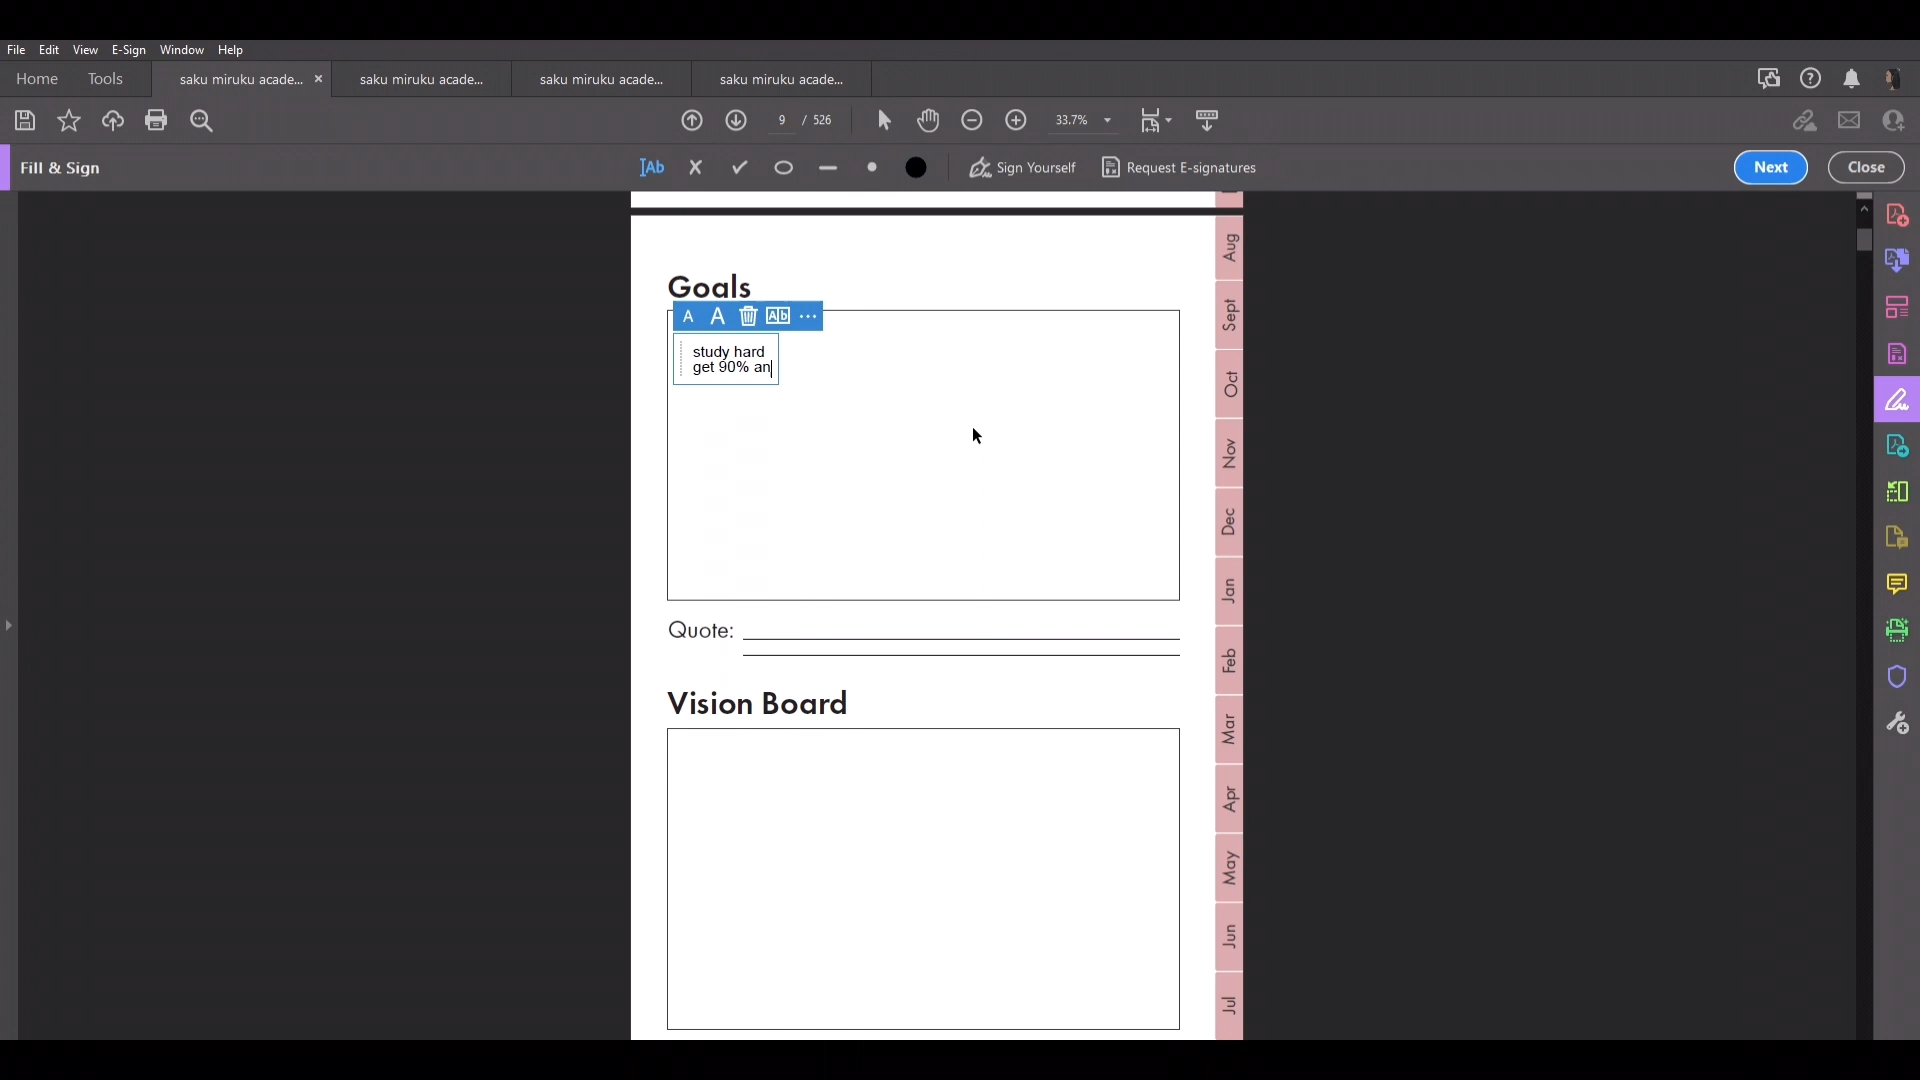 File Edit View E-Sign Window Help
Home Tools saku miruku acade... saku miruku acade... saku miruku acade... saku miruku acade...
9 / 526 33.7%
Fill & Sign Ab Sign Yourself Request E-signatures Next Close
Goals
A A Ab ...
study hard
get 90% an
Quote:
Vision Board
Aug
Sept
Oct
Nov
Dec
Jan
Feb
Mar
Apr
May
Jun
Jul